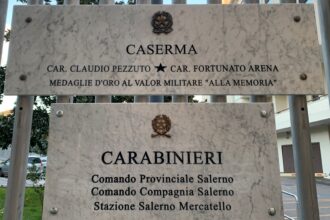 CASERMA
CAR. CLAUDIO PEZZUTO ★ CAR. FORTUNATO ARENA
MEDAGLIE D'ORO AL VALOR MILITARE "ALLA MEMORIA"
CARABINIERI
Comando Provinciale Salerno
Comando Compagnia Salerno
Stazione Salerno Mercatello